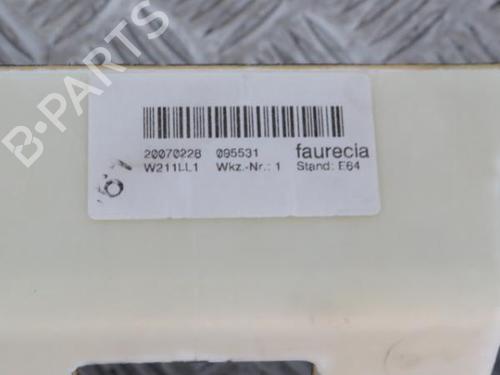 B-PARTS
20070228 095531 faurecia
W211LL1 Wkz.-Nr.: 1 Stand: E64